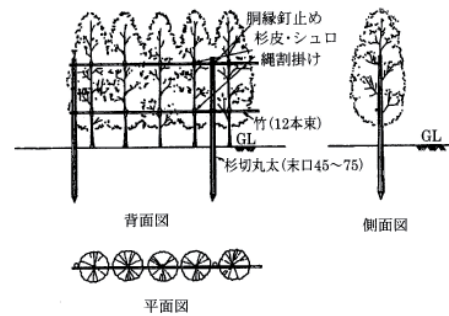 胴縁釘止め
杉皮・シュロ
縄割掛け
竹(12本束)
GL
GL
杉切丸太(末口45〜75)
背面図
側面図
平面図